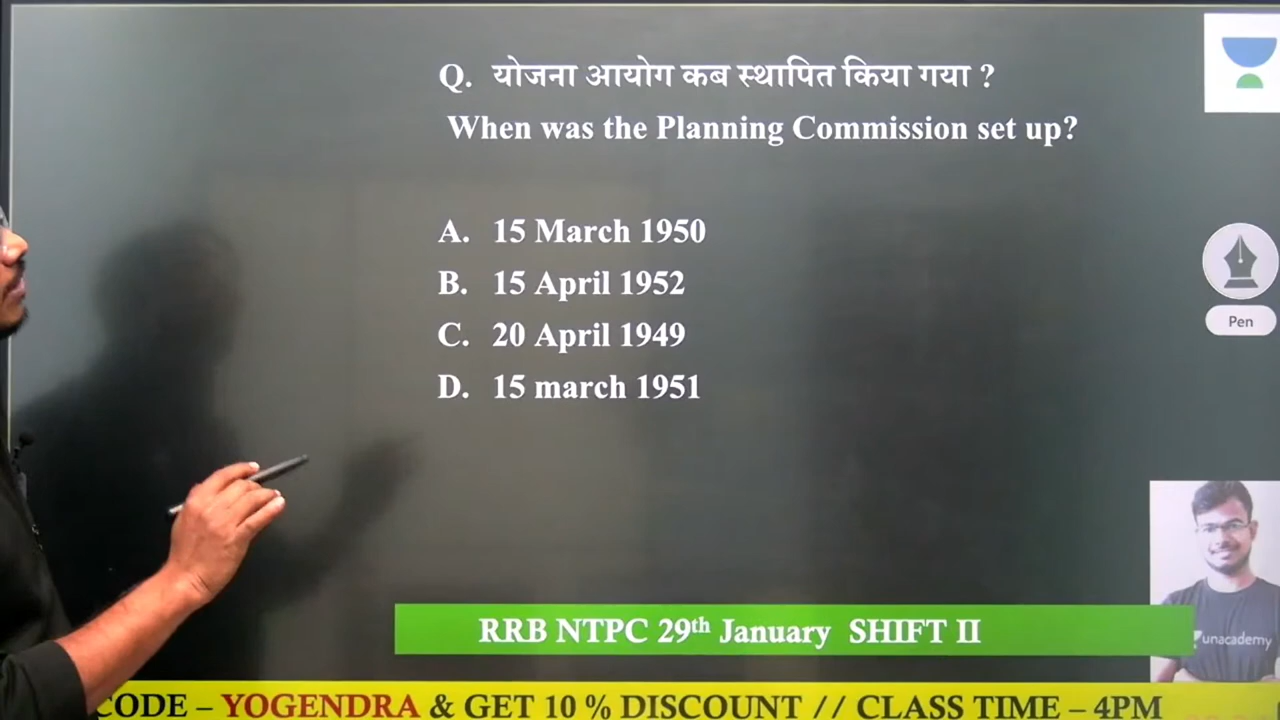 Q. योजना आयोग कब स्थापित किया गया ?
When was the Planning Commission set up?
A. 15 March 1950
B. 15 April 1952
C. 20 April 1949
D. 15 march 1951
Pen
unacademy
RRB NTPC 29th January SHIFT II
CODE – YOGENDRA & GET 10 % DISCOUNT // CLASS TIME – 4PM